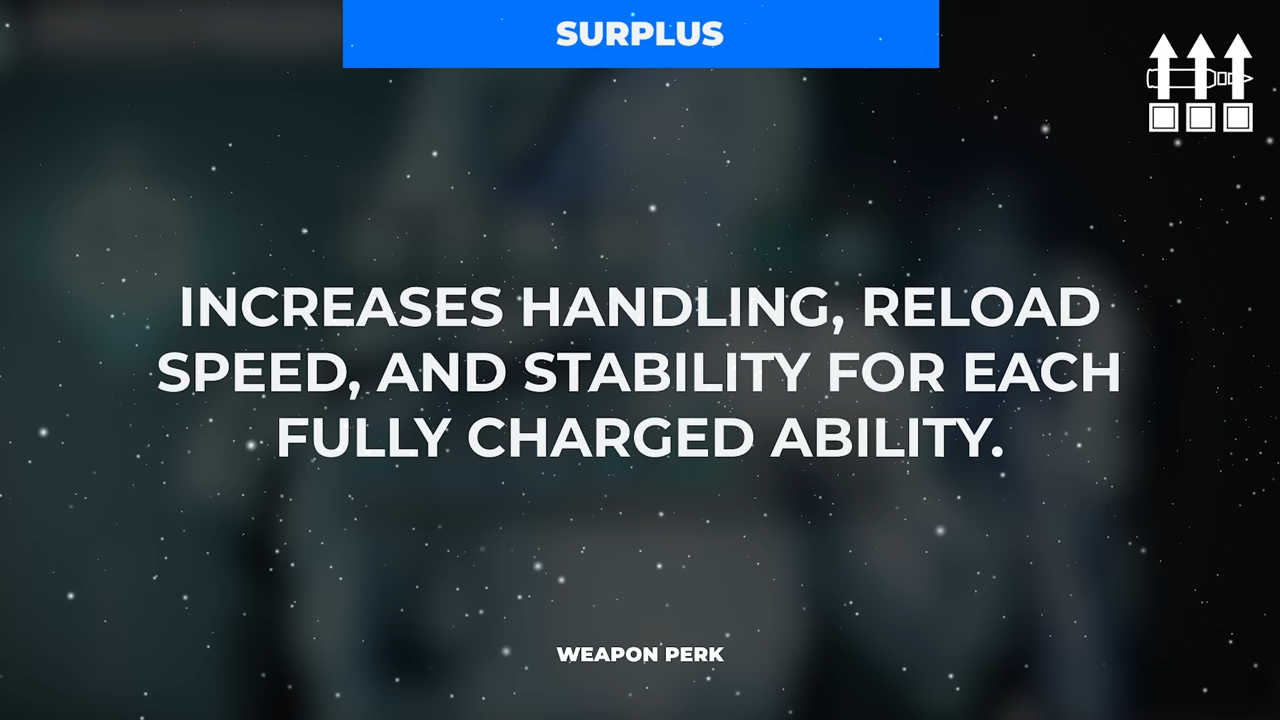 SURPLUS
INCREASES HANDLING, RELOAD
SPEED, AND STABILITY FOR EACH
FULLY CHARGED ABILITY.
WEAPON PERK